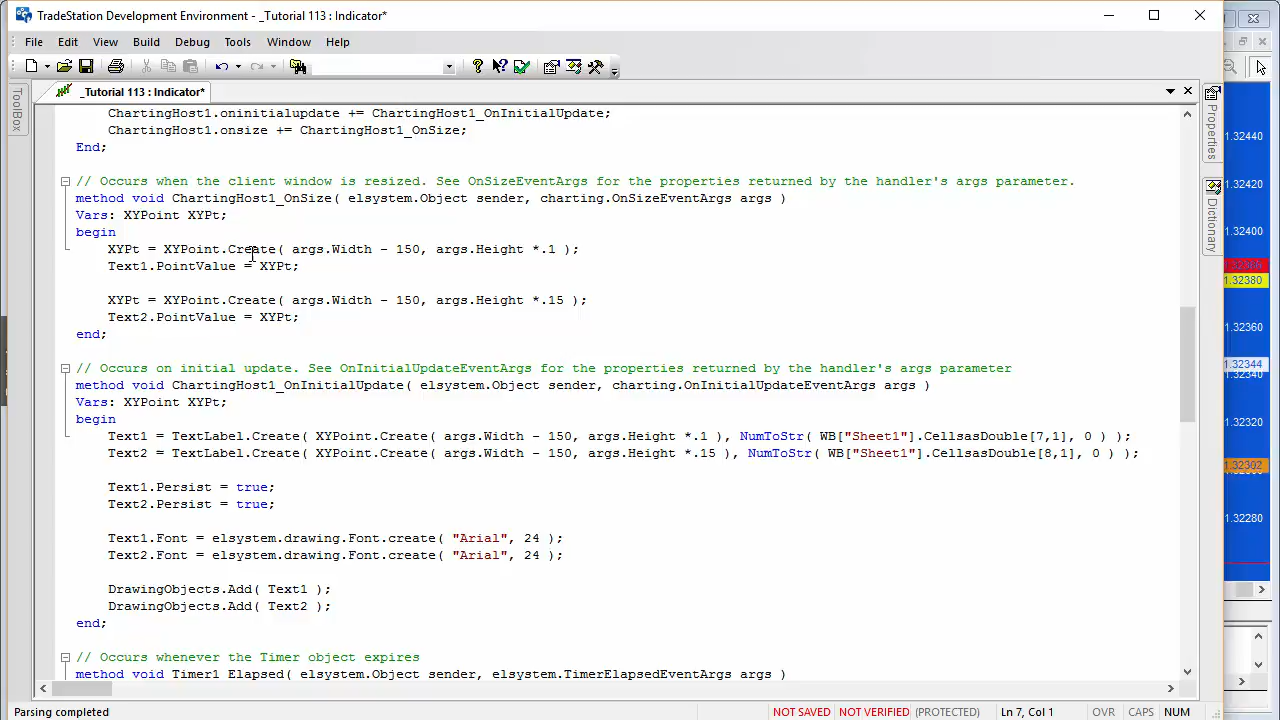 TradeStation Development Environment - _Tutorial 113 : Indicator*
File Edit View Build Debug Tools Window Help
_Tutorial 113 : Indicator*
ToolBox
Properties
Dictionary
ChartingHost1.oninitialupdate += ChartingHost1_OnInitialUpdate;
ChartingHost1.onsize += ChartingHost1_OnSize;
End;
// Occurs when the client window is resized. See OnSizeEventArgs for the properties returned by the handler's args parameter.
method void ChartingHost1_OnSize( elsystem.Object sender, charting.OnSizeEventArgs args )
Vars: XYPoint XYPt;
begin
XYPt = XYPoint.Create( args.Width - 150, args.Height *.1 );
Text1.PointValue = XYPt;
XYPt = XYPoint.Create( args.Width - 150, args.Height *.15 );
Text2.PointValue = XYPt;
end;
// Occurs on initial update. See OnInitialUpdateEventArgs for the properties returned by the handler's args parameter
method void ChartingHost1_OnInitialUpdate( elsystem.Object sender, charting.OnInitialUpdateEventArgs args )
Vars: XYPoint XYPt;
begin
Text1 = TextLabel.Create( XYPoint.Create( args.Width - 150, args.Height *.1 ), NumToStr( WB["Sheet1"].CellsasDouble[7,1], 0 ) );
Text2 = TextLabel.Create( XYPoint.Create( args.Width - 150, args.Height *.15 ), NumToStr( WB["Sheet1"].CellsasDouble[8,1], 0 ) );
Text1.Persist = true;
Text2.Persist = true;
Text1.Font = elsystem.drawing.Font.create( "Arial", 24 );
Text2.Font = elsystem.drawing.Font.create( "Arial", 24 );
DrawingObjects.Add( Text1 );
DrawingObjects.Add( Text2 );
end;
// Occurs whenever the Timer object expires
method void Timer1_Elapsed( elsystem.Object sender, elsystem.TimerElapsedEventArgs args )
Parsing completed NOT SAVED NOT VERIFIED (PROTECTED) Ln 7, Col 1 OVR CAPS NUM
1.32440
1.32420
1.32400
1.32380
1.32360
1.32344
1.32340
1.32320
1.32302
1.32280